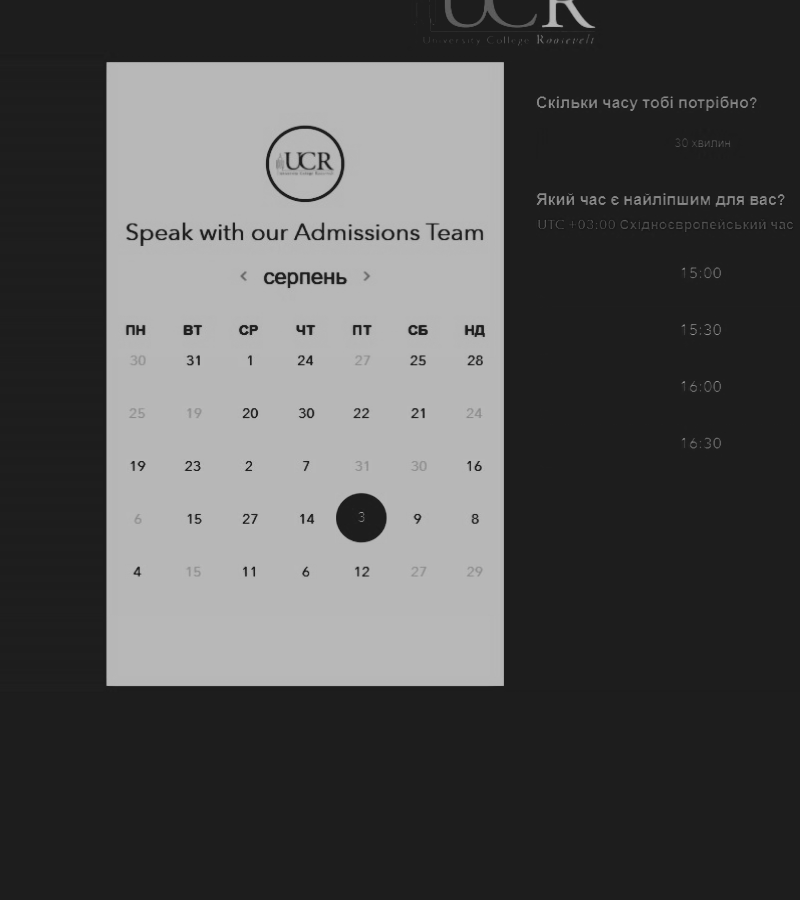 UCR
University College Roosevelt
UCR
Speak with our Admissions Team
серпень
ПН ВТ СР ЧТ ПТ СБ НД
30 31 1 24 27 25 28
25 19 20 30 22 21 24
19 23 2 7 31 30 16
6 15 27 14 3 9 8
4 15 11 6 12 27 29
Скільки часу тобі потрібно?
30 хвилин
Який час є найліпшим для вас?
UTC +03:00 Східноєвропейський час
15:00
15:30
16:00
16:30